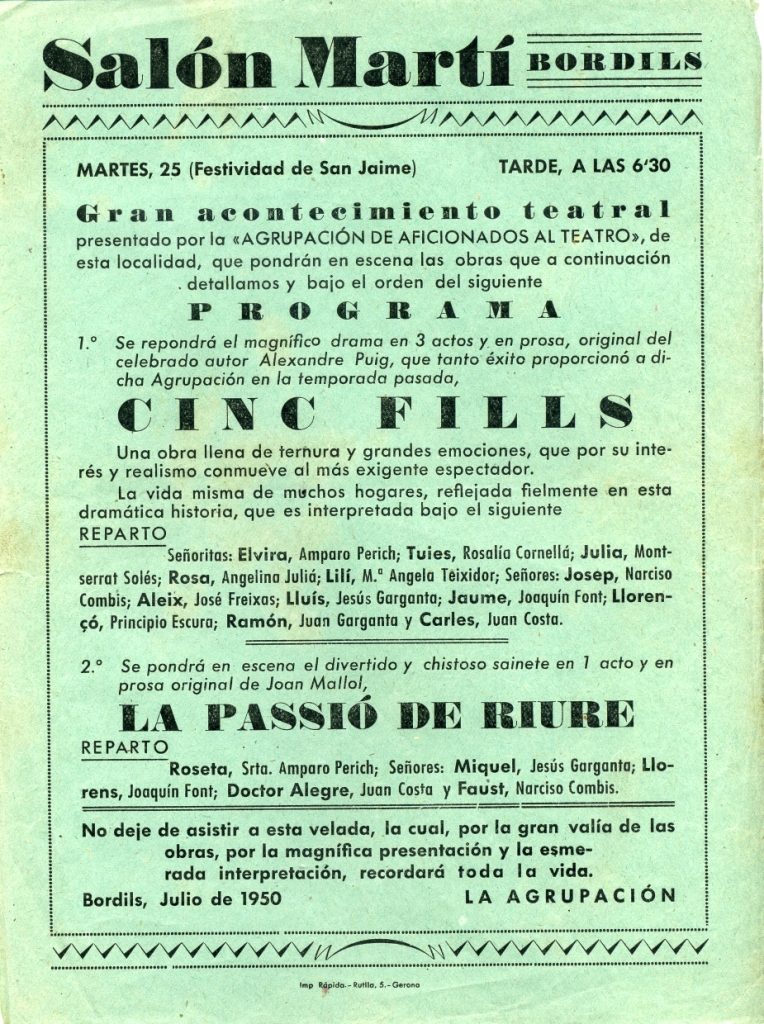 Salón Martí BORDILS
MARTES, 25 (Festividad de San Jaime) TARDE, A LAS 6'30
Gran acontecimiento teatral
presentado por la «AGRUPACIÓN DE AFICIONADOS AL TEATRO», de
esta localidad, que pondrán en escena las obras que a continuación
detallamos y bajo el orden del siguiente
PROGRAMA
1.º Se repondrá el magnífico drama en 3 actos y en prosa, original del
celebrado autor Alexandre Puig, que tanto éxito proporcionó a di-
cha Agrupación en la temporada pasada,
CINC FILLS
Una obra llena de ternura y grandes emociones, que por su inte-
rés y realismo conmueve al más exigente espectador.
La vida misma de muchos hogares, reflejada fielmente en esta
dramática historia, que es interpretada bajo el siguiente
REPARTO
Señoritas: Elvira, Amparo Perich; Tuies, Rosalía Cornellá; Julia, Mont-
serrat Solés; Rosa, Angelina Juliá; Lilí, M.ª Angela Teixidor; Señores: Josep, Narciso
Combis; Aleix, José Freixas; Lluís, Jesús Garganta; Jaume, Joaquín Font; Lloren-
çó, Principio Escura; Ramón, Juan Garganta y Carles, Juan Costa.
2.º Se pondrá en escena el divertido y chistoso sainete en 1 acto y en
prosa original de Joan Mallol,
LA PASSIÓ DE RIURE
REPARTO
Roseta, Srta. Amparo Perich; Señores: Miquel, Jesús Garganta; Llo-
rens, Joaquín Font; Doctor Alegre, Juan Costa y Faust, Narciso Combis.
No deje de asistir a esta velada, la cual, por la gran valía de las
obras, por la magnífica presentación y la esme-
rada interpretación, recordará toda la vida.
Bordils, Julio de 1950 LA AGRUPACIÓN
Imp Rápida.-Rutlla, 5.-Gerono